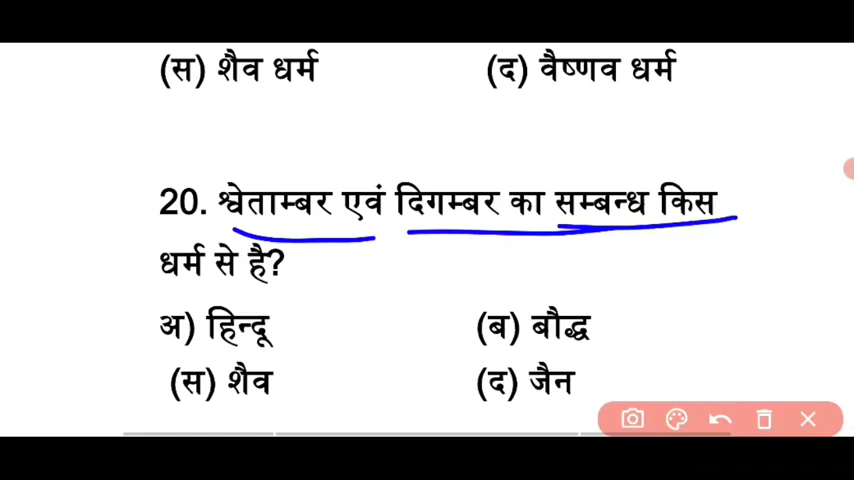 (स) शैव धर्म (द) वैष्णव धर्म
20. श्वेताम्बर एवं दिगम्बर का सम्बन्ध किस
धर्म से है?
अ) हिन्दू (ब) बौद्ध
(स) शैव (द) जैन